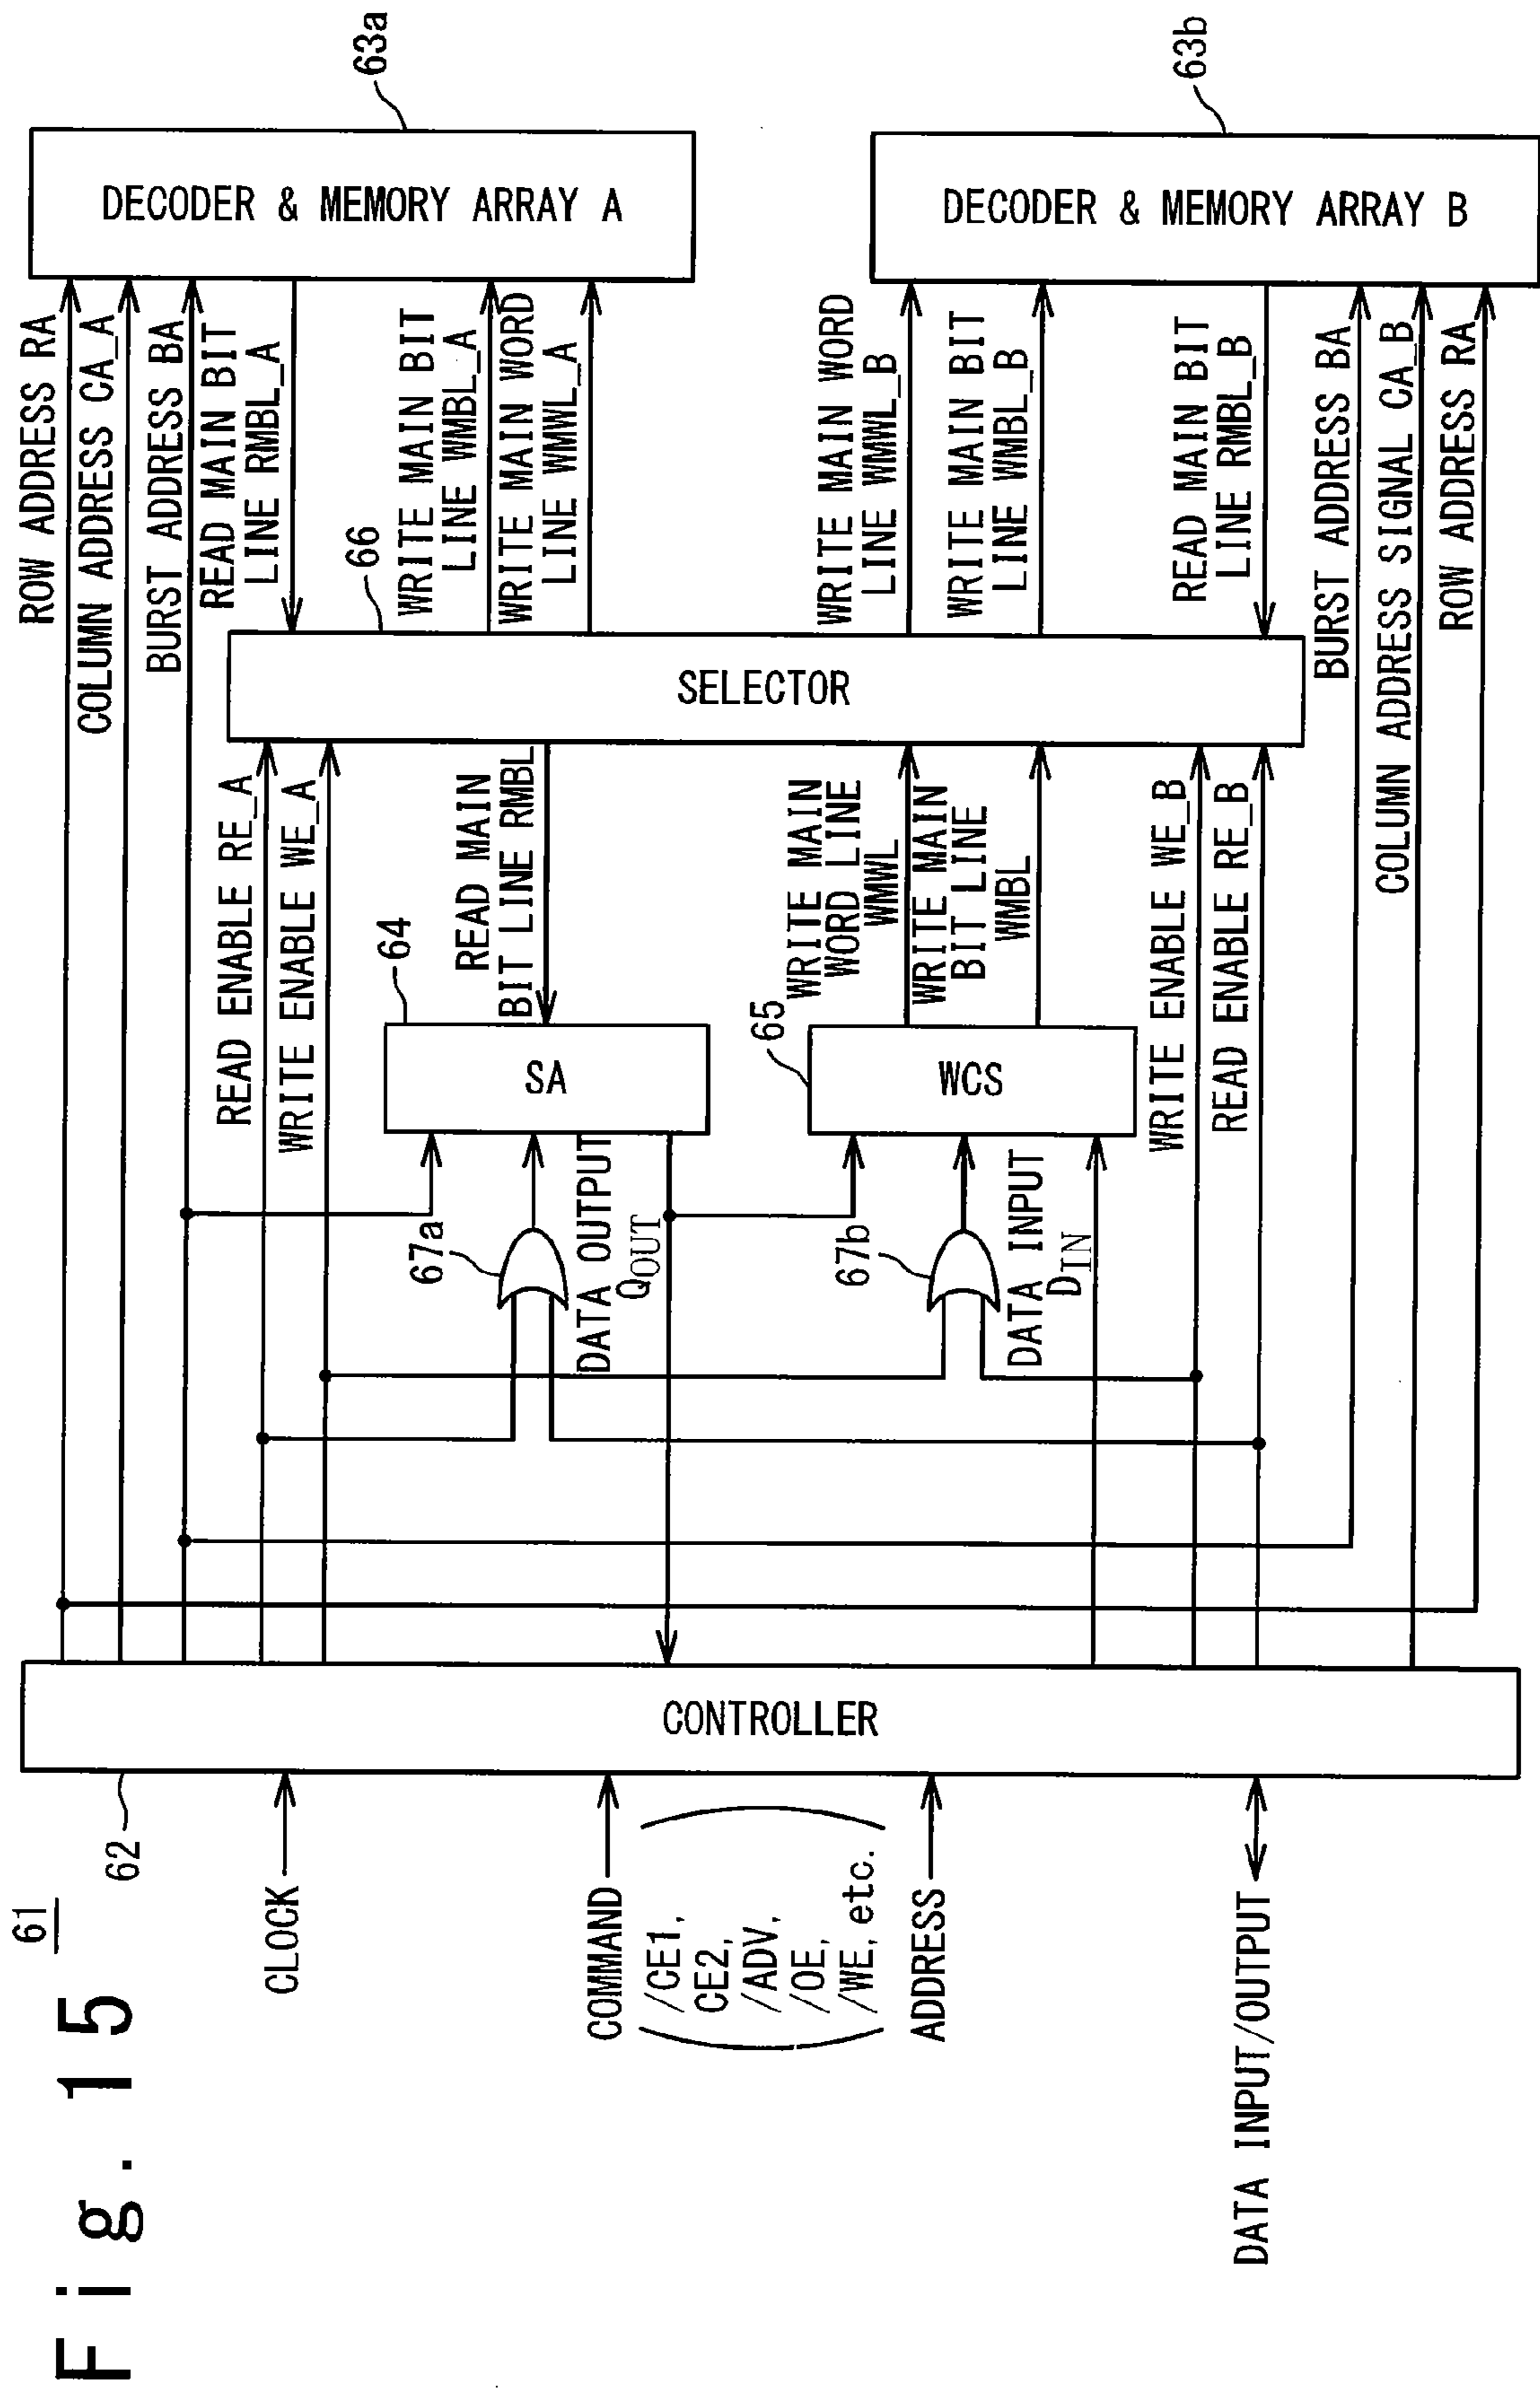 Fig. 15
61
62
CLOCK
COMMAND
/CE1,
CE2,
/ADV,
/OE,
/WE, etc.
ADDRESS
DATA INPUT/OUTPUT
CONTROLLER
ROW ADDRESS RA
COLUMN ADDRESS CA_A
BURST ADDRESS BA
READ MAIN BIT
LINE RMBL_A
READ ENABLE RE_A
WRITE ENABLE WE_A
WRITE MAIN BIT
LINE WMBL_A
WRITE MAIN WORD
LINE WMWL_A
63a
DECODER & MEMORY ARRAY A
66
SELECTOR
64
SA
READ MAIN
BIT LINE RMBL
67a
DATA OUTPUT
QOUT
65
WCS
WRITE MAIN
WORD LINE
WMWL
WRITE MAIN
BIT LINE
WMBL
67b
DATA INPUT
DIN
WRITE ENABLE WE_B
READ ENABLE RE_B
WRITE MAIN WORD
LINE WMWL_B
WRITE MAIN BIT
LINE WMBL_B
READ MAIN BIT
LINE RMBL_B
BURST ADDRESS BA
COLUMN ADDRESS SIGNAL CA_B
ROW ADDRESS RA
63b
DECODER & MEMORY ARRAY B